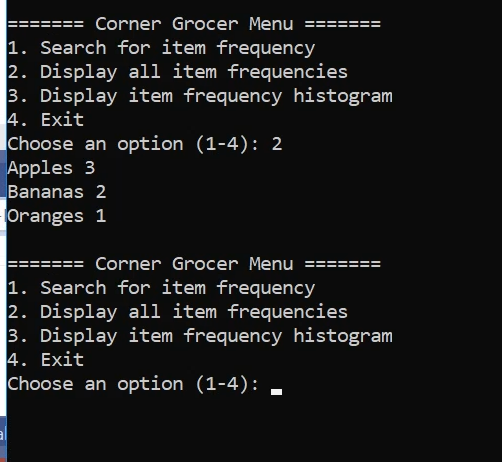 ======= Corner Grocer Menu =======
1. Search for item frequency
2. Display all item frequencies
3. Display item frequency histogram
4. Exit
Choose an option (1-4): 2
Apples 3
Bananas 2
Oranges 1
======= Corner Grocer Menu =======
1. Search for item frequency
2. Display all item frequencies
3. Display item frequency histogram
4. Exit
Choose an option (1-4):